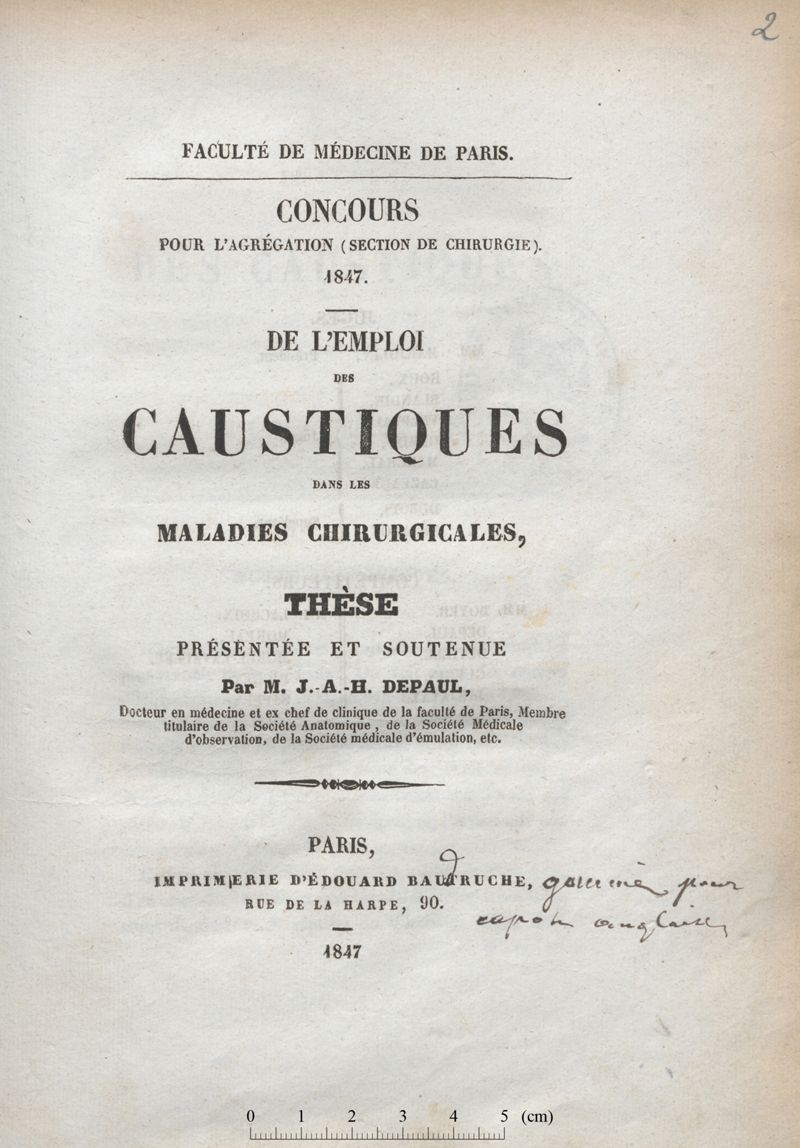 2
FACULTÉ DE MÉDECINE DE PARIS.
CONCOURS
POUR L'AGRÉGATION (SECTION DE CHIRURGIE).
1847.
DE L'EMPLOI
DES
CAUSTIQUES
DANS LES
MALADIES CHIRURGICALES,
THÈSE
PRÉSENTÉE ET SOUTENUE
Par M. J.-A.-H. DEPAUL,
Docteur en médecine et ex chef de clinique de la faculté de Paris, Membre
titulaire de la Société Anatomique, de la Société Médicale
d'observation, de la Société médicale d'émulation, etc.
PARIS,
IMPRIMERIE D'ÉDOUARD BAUTRUCHE, pour
RUE DE LA HARPE, 90.
capote anglaise
1847
0 1 2 3 4 5 (cm)